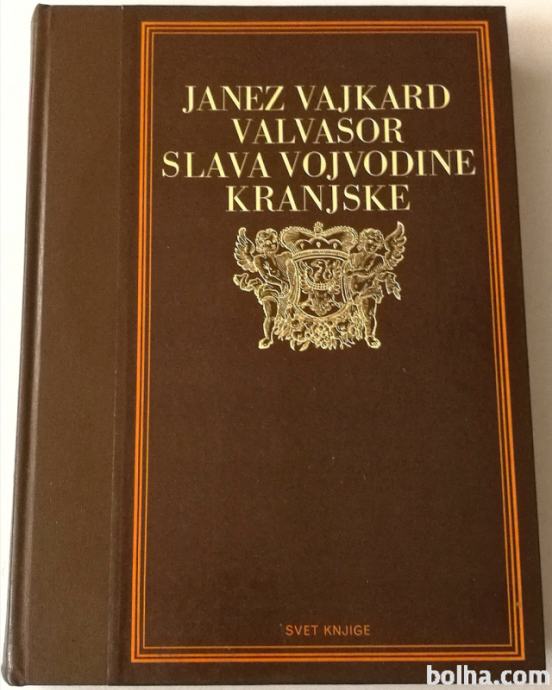 JANEZ VAJKARD
VALVASOR
SLAVA VOJVODINE
KRANJSKE
SVET KNJIGE
bolha.com